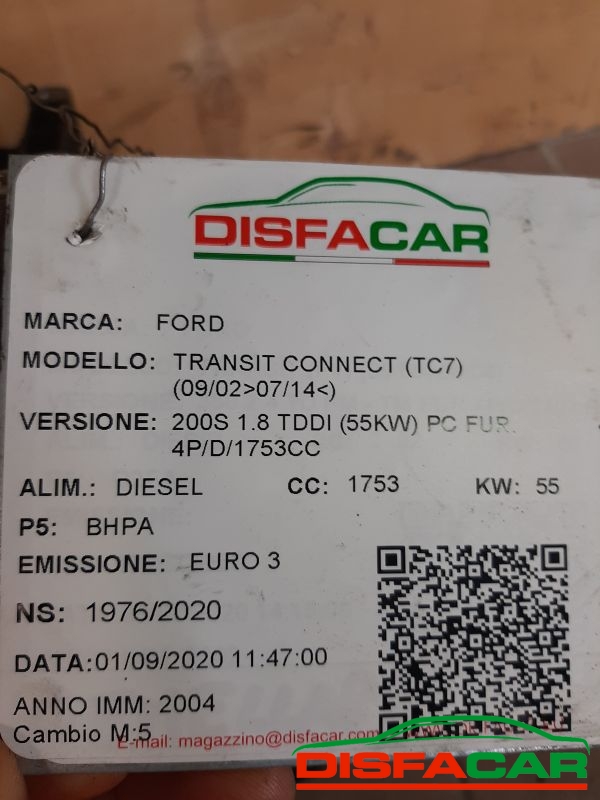 DISFACAR
MARCA: FORD
MODELLO: TRANSIT CONNECT (TC7)
(09/02>07/14<)
VERSIONE: 200S 1.8 TDDI (55KW) PC FUR.
4P/D/1753CC
ALIM.: DIESEL CC: 1753 KW: 55
P5: BHPA
EMISSIONE: EURO 3
NS: 1976/2020
DATA:01/09/2020 11:47:00
ANNO IMM: 2004
Cambio M:5
E-mail: magazzino@disfacar.com
DISFACAR